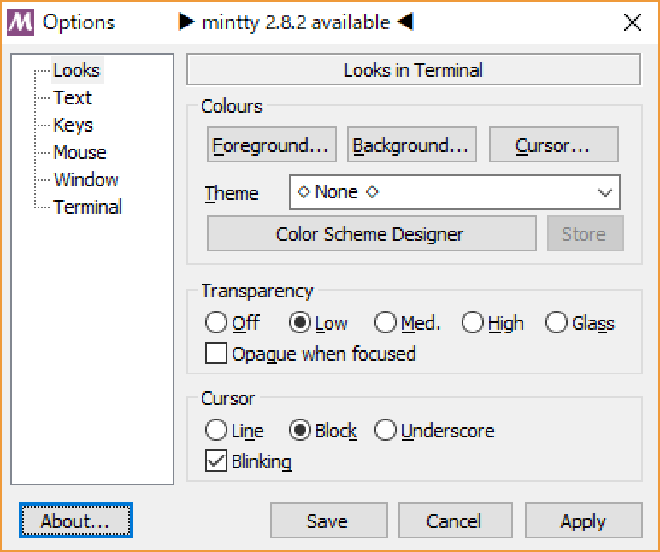 M Options ▶ mintty 2.8.2 available ◀
Looks
Text
Keys
Mouse
Window
Terminal
Looks in Terminal
Colours
Foreground... Background... Cursor...
Theme ◇ None ◇
Color Scheme Designer Store
Transparency
Off Low Med. High Glass
Opaque when focused
Cursor
Line Block Underscore
Blinking
About... Save Cancel Apply